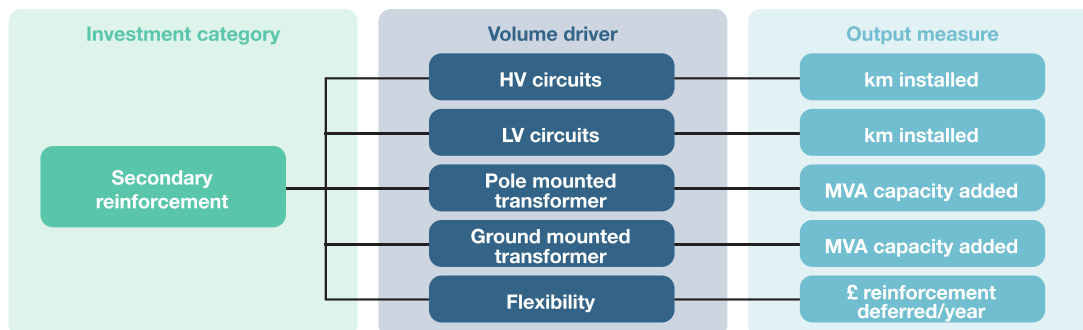 Investment category
Volume driver
Output measure
Secondary
reinforcement
HV circuits
km installed
LV circuits
km installed
Pole mounted
transformer
MVA capacity added
Ground mounted
transformer
MVA capacity added
Flexibility
£ reinforcement
deferred/year